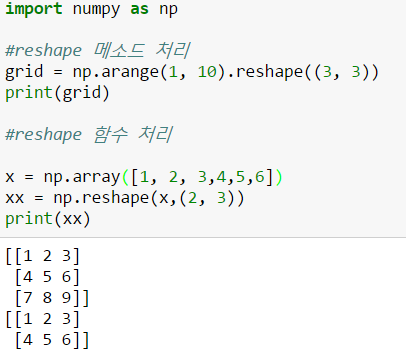 import numpy as np
#reshape 메소드 처리
grid = np.arange(1, 10).reshape((3, 3))
print(grid)
#reshape 함수 처리
x = np.array([1, 2, 3,4,5,6])
xx = np.reshape(x,(2, 3))
print(xx)
[[1 2 3]
 [4 5 6]
 [7 8 9]]
[[1 2 3]
 [4 5 6]]